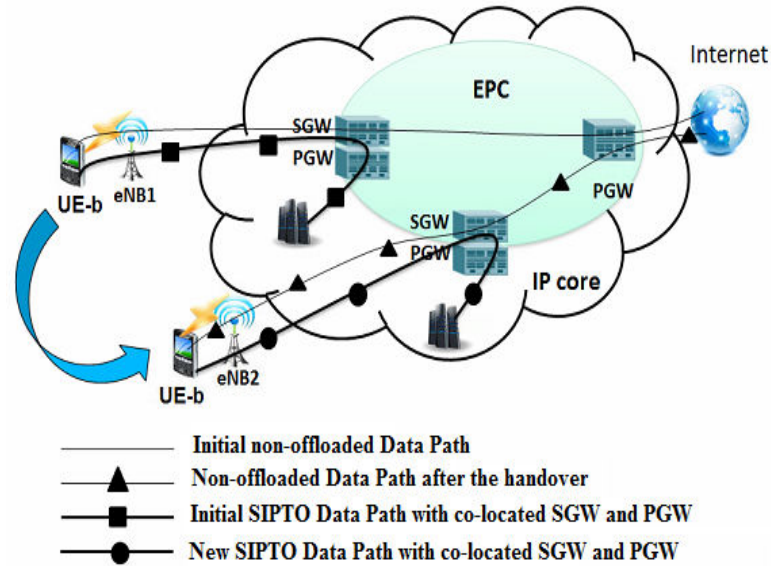 Internet
EPC
SGW
PGW
PGW
UE-b
eNB1
SGW
PGW
IP core
eNB2
UE-b
Initial non-offloaded Data Path
Non-offloaded Data Path after the handover
Initial SIPTO Data Path with co-located SGW and PGW
New SIPTO Data Path with co-located SGW and PGW